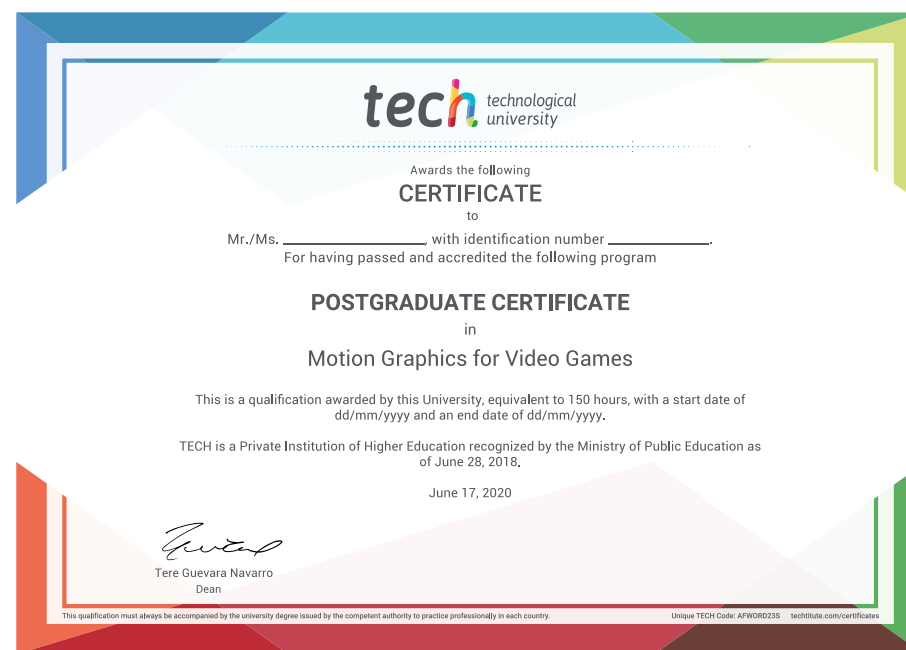 tech technological
university
Awards the following
CERTIFICATE
to
Mr./Ms. ____________, with identification number ____________.
For having passed and accredited the following program
POSTGRADUATE CERTIFICATE
in
Motion Graphics for Video Games
This is a qualification awarded by this University, equivalent to 150 hours, with a start date of
dd/mm/yyyy and an end date of dd/mm/yyyy.
TECH is a Private Institution of Higher Education recognized by the Ministry of Public Education as
of June 28, 2018.
June 17, 2020
Tere Guevara Navarro
Dean
This qualification must always be accompanied by the university degree issued by the competent authority to practice professionally in each country.
Unique TECH Code: AFWORD23S techtitute.com/certificates